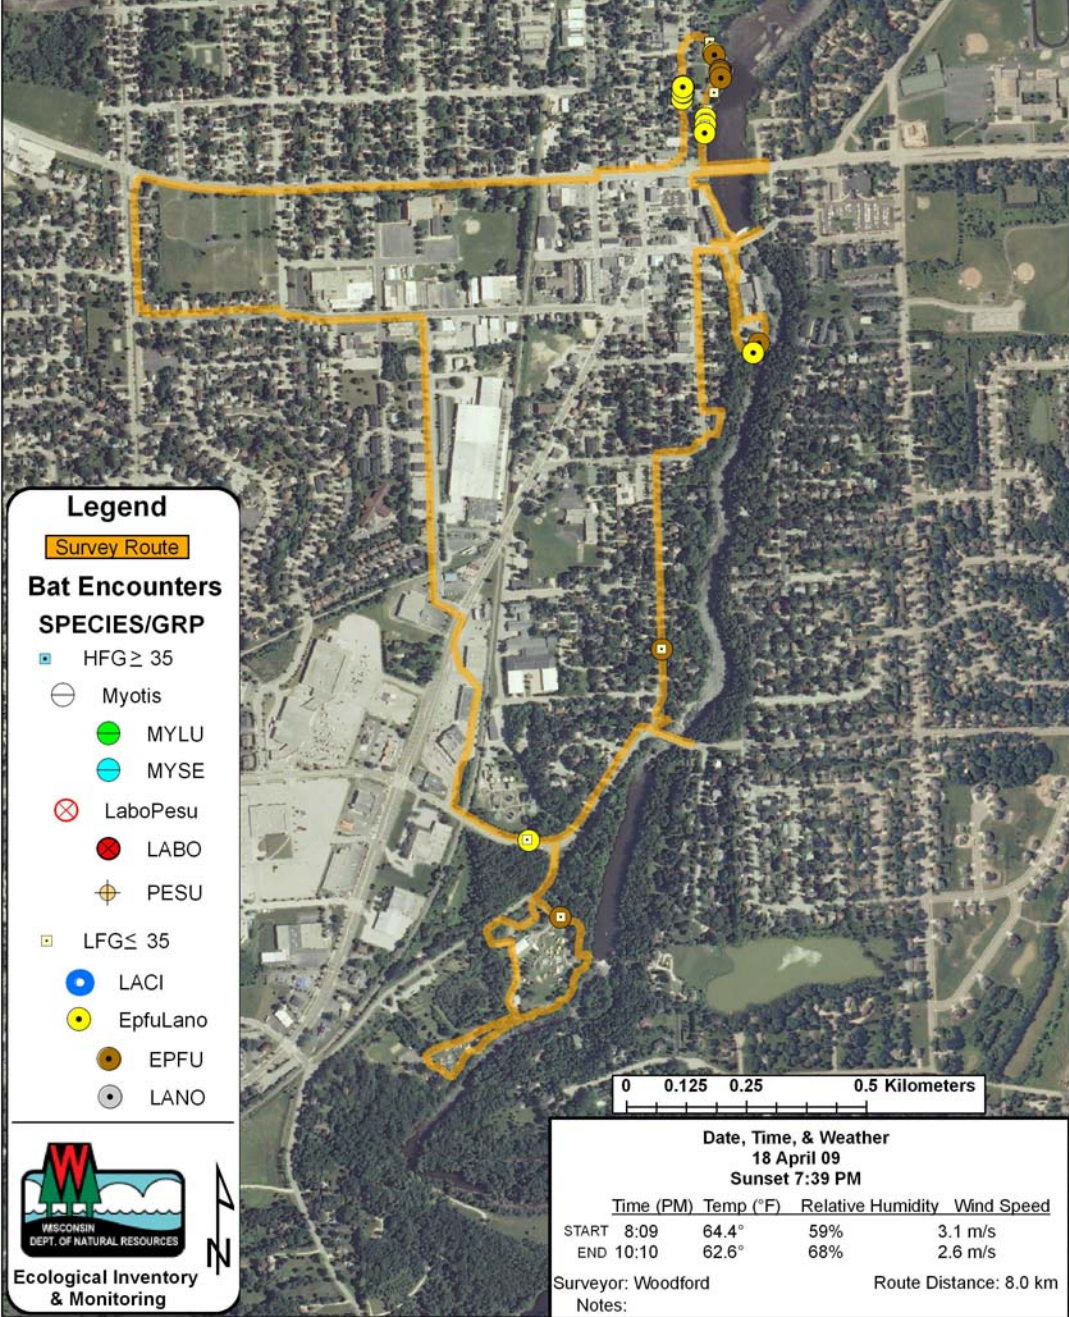 Legend
Survey Route
Bat Encounters
SPECIES/GRP
HFG ≥ 35
Myotis
MYLU
MYSE
LaboPesu
LABO
PESU
LFG ≤ 35
LACI
EpfuLano
EPFU
LANO
W
WISCONSIN
DEPT. OF NATURAL RESOURCES
N
Ecological Inventory
& Monitoring
0 0.125 0.25 0.5 Kilometers
Date, Time, & Weather
18 April 09
Sunset 7:39 PM
Time (PM) Temp (°F) Relative Humidity Wind Speed
START 8:09 64.4° 59% 3.1 m/s
END 10:10 62.6° 68% 2.6 m/s
Surveyor: Woodford Route Distance: 8.0 km
Notes: